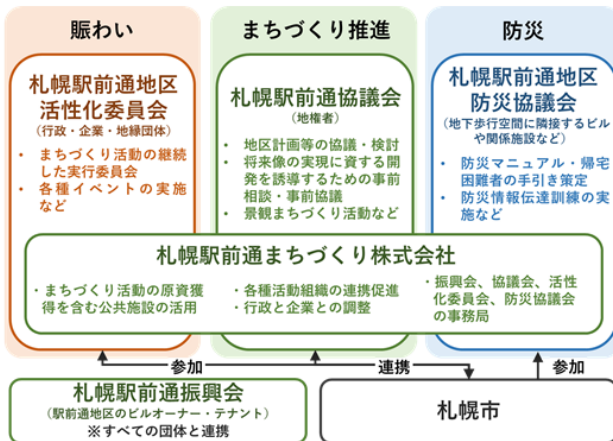 賑わい
札幌駅前通地区
活性化委員会
（行政・企業・地縁団体）
・ まちづくり活動の継続
した実行委員会
・ 各種イベントの実施
など
まちづくり推進
札幌駅前通協議会
（地権者）
・ 地区計画等の協議・検討
・ 将来像の実現に資する開
発を誘導するための事前
相談・事前協議
・ 景観まちづくり活動など
防災
札幌駅前通地区
防災協議会
（地下歩行空間に隣接するビル
や関係施設など）
・ 防災マニュアル・帰宅
困難者の手引き策定
・ 防災情報伝達訓練の実
施など
札幌駅前通まちづくり株式会社
・まちづくり活動の原資獲
得を含む公共施設の活用
・各種活動組織の連携促進
・行政と企業との調整
・振興会、協議会、活性
化委員会、防災協議会
の事務局
参加
連携
参加
札幌駅前通振興会
（駅前通地区のビルオーナー・テナント）
※すべての団体と連携
札幌市